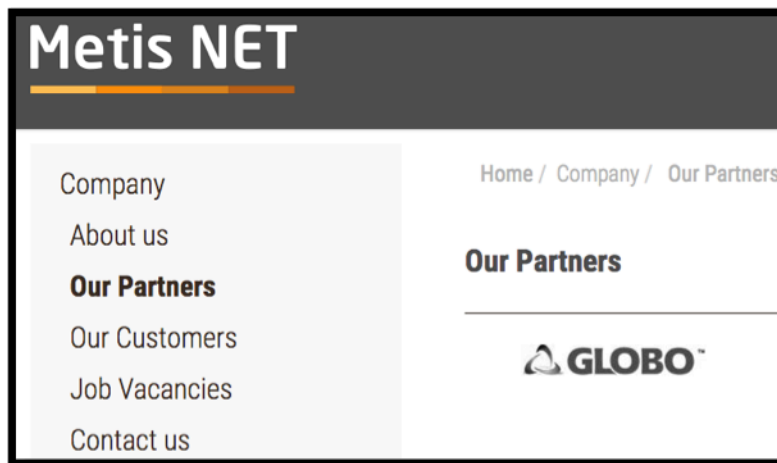 Metis NET
Company
About us
Our Partners
Our Customers
Job Vacancies
Contact us
Home / Company / Our Partners
Our Partners
GLOBO™